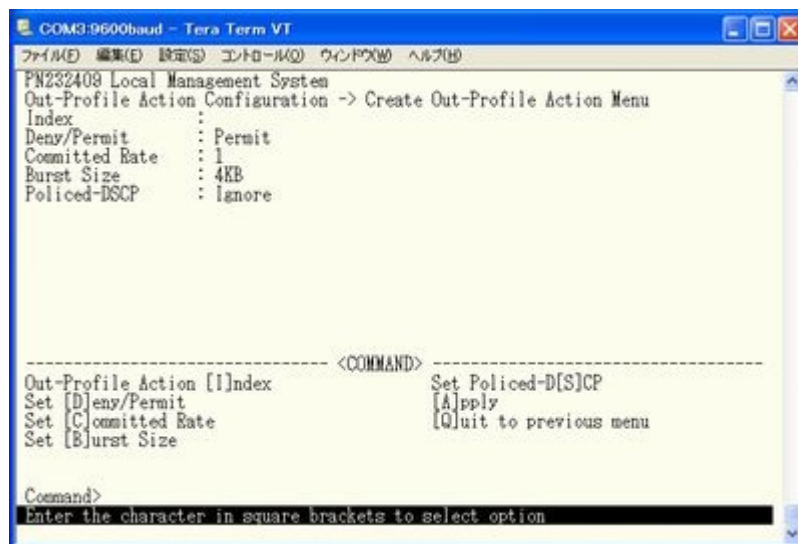 COM3:9600baud - Tera Term VT
ファイル(F) 編集(E) 設定(S) コントロール(O) ウィンドウ(W) ヘルプ(H)
PN232409 Local Management System
Out-Profile Action Configuration -> Create Out-Profile Action Menu
Index :
Deny/Permit : Permit
Committed Rate : 1
Burst Size : 4KB
Policed-DSCP : Ignore
-------------------------------- <COMMAND> -----------------------------------
Out-Profile Action [I]ndex Set Policed-D[S]CP
Set [D]eny/Permit [A]pply
Set [C]ommitted Rate [Q]uit to previous menu
Set [B]urst Size
Command>
Enter the character in square brackets to select option